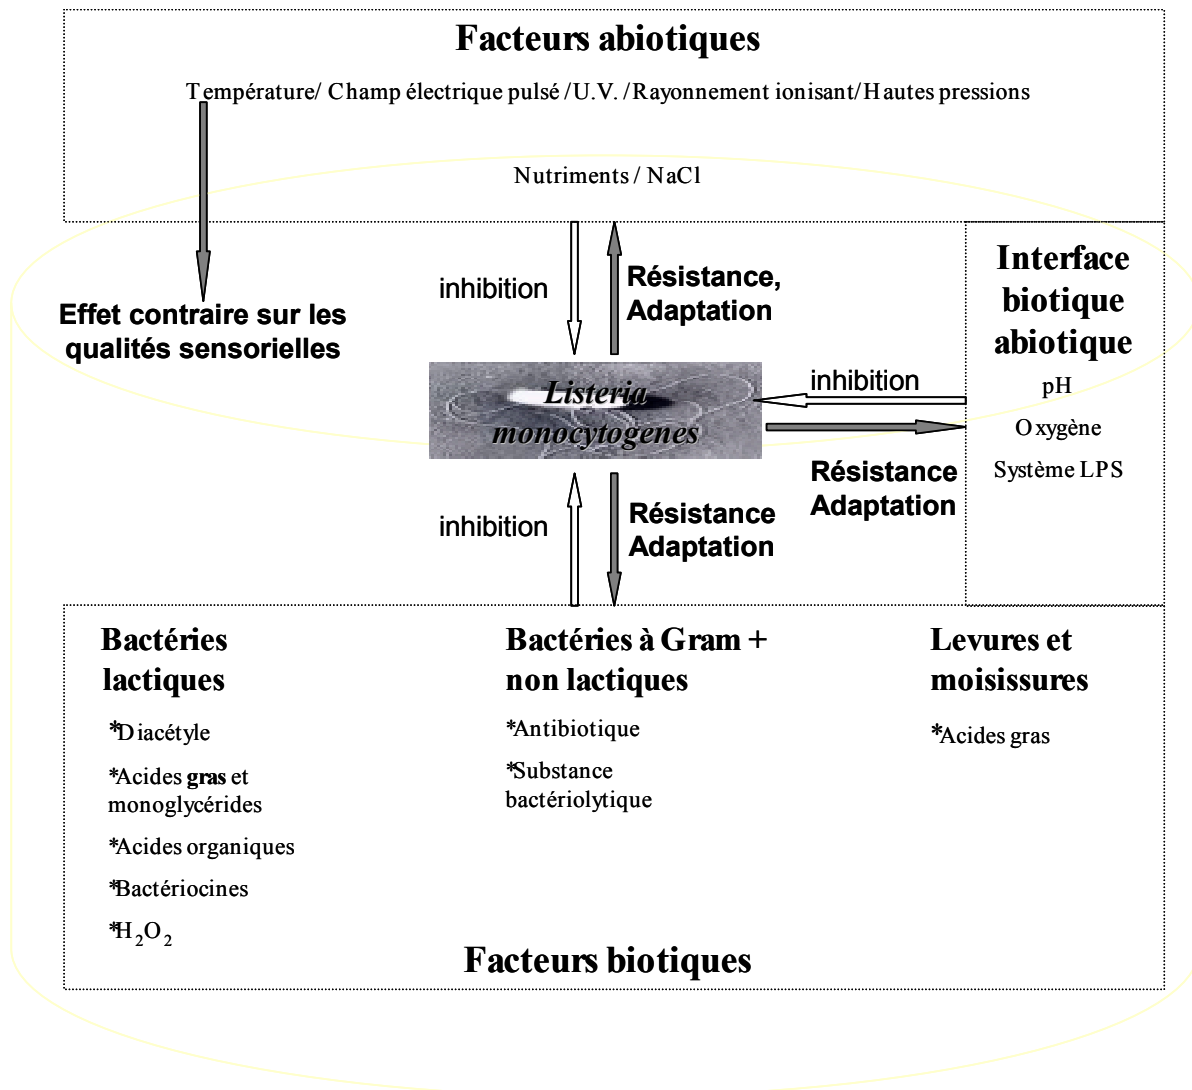 Facteurs abiotiques
Température/ Champ électrique pulsé /U.V. /Rayonnement ionisant/Hautes pressions
Nutriments / NaCl
Effet contraire sur les
qualités sensorielles
inhibition
Résistance,
Adaptation
Interface
biotique
abiotique
pH
Oxygène
Système LPS
Listeria
monocytogenes
inhibition
Résistance
Adaptation
inhibition
Résistance
Adaptation
Bactéries
lactiques
*Diacétyle
*Acides gras et
monoglycérides
*Acides organiques
*Bactériocines
*H2O2
Bactéries à Gram +
non lactiques
*Antibiotique
*Substance
bactériolytique
Levures et
moisissures
*Acides gras
Facteurs biotiques